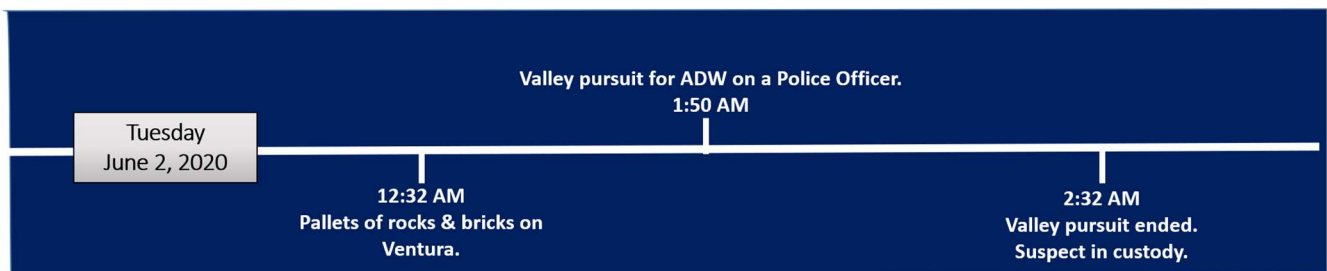 Tuesday
June 2, 2020
12:32 AM
Pallets of rocks & bricks on
Ventura.
Valley pursuit for ADW on a Police Officer.
1:50 AM
2:32 AM
Valley pursuit ended.
Suspect in custody.